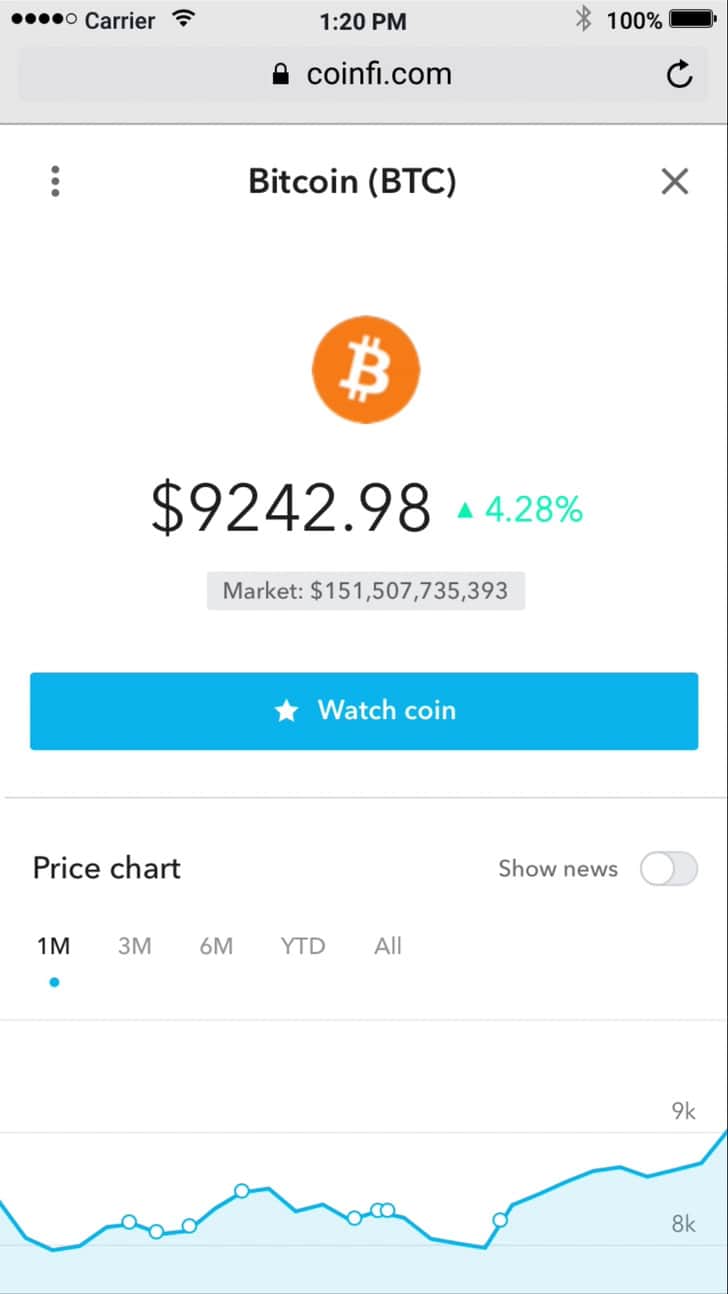 Carrier 1:20 PM 100%
coinfi.com
Bitcoin (BTC)
$9242.98 ▲ 4.28%
Market: $151,507,735,393
Watch coin
Price chart Show news
1M 3M 6M YTD All
9k
8k